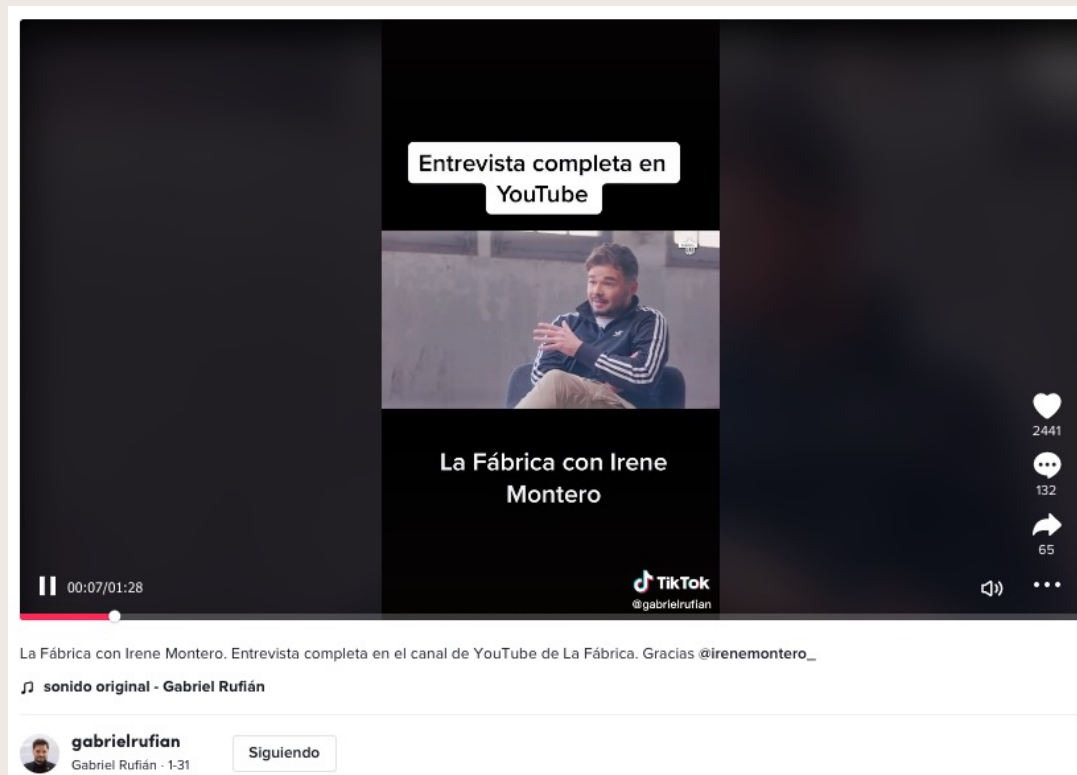 Entrevista completa en
YouTube
La Fábrica con Irene
Montero
2441
132
65
00:07/01:28
TikTok
@gabrielrufian
La Fábrica con Irene Montero. Entrevista completa en el canal de YouTube de La Fábrica. Gracias @irenemontero_
sonido original - Gabriel Rufián
gabrielrufian
Gabriel Rufián · 1-31
Siguiendo